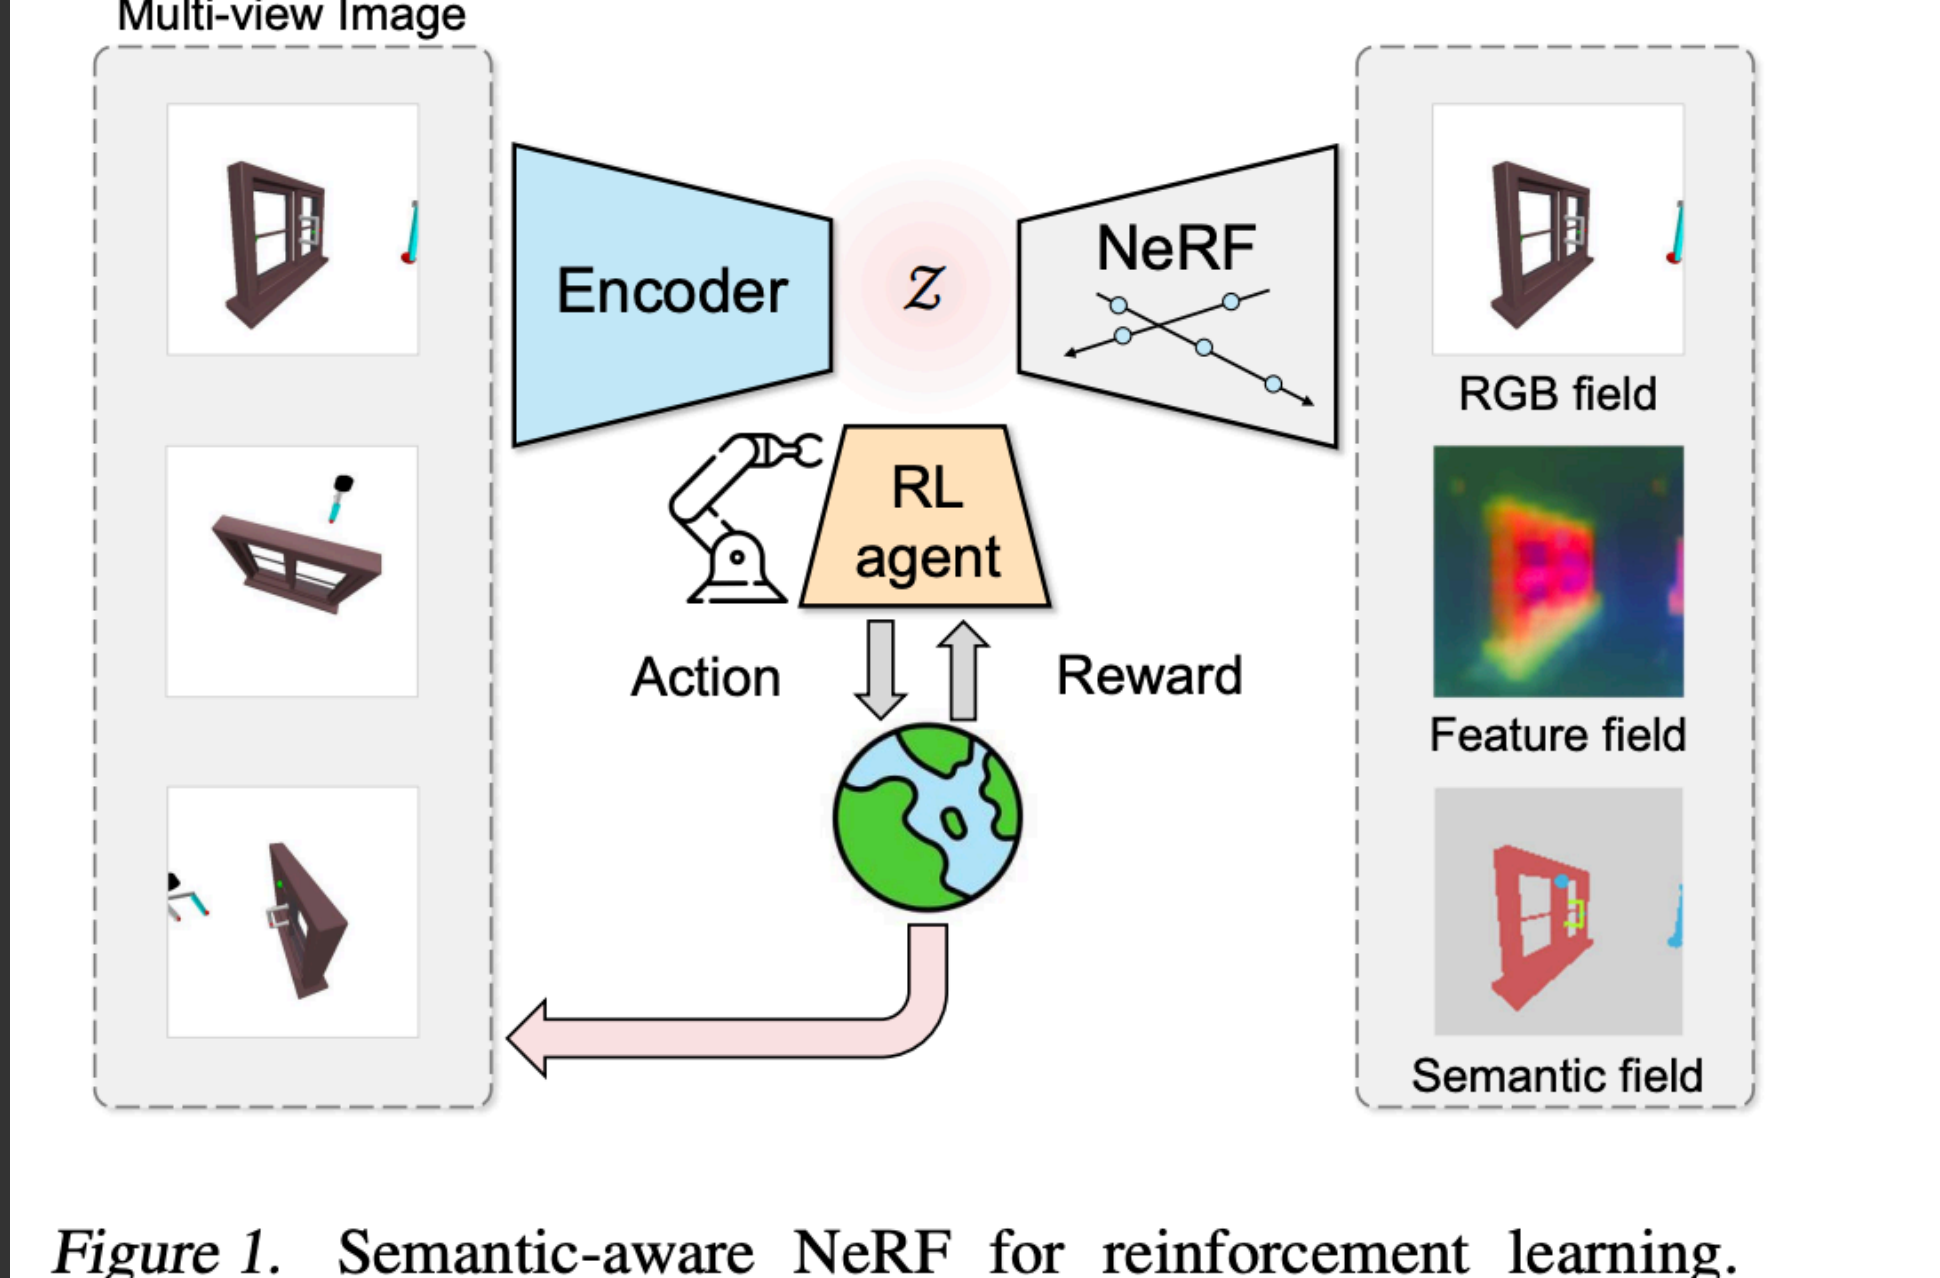 Multi-view Image
Encoder
z
NeRF
RGB field
RL
agent
Action
Reward
Feature field
Semantic field
Figure 1. Semantic-aware NeRF for reinforcement learning.